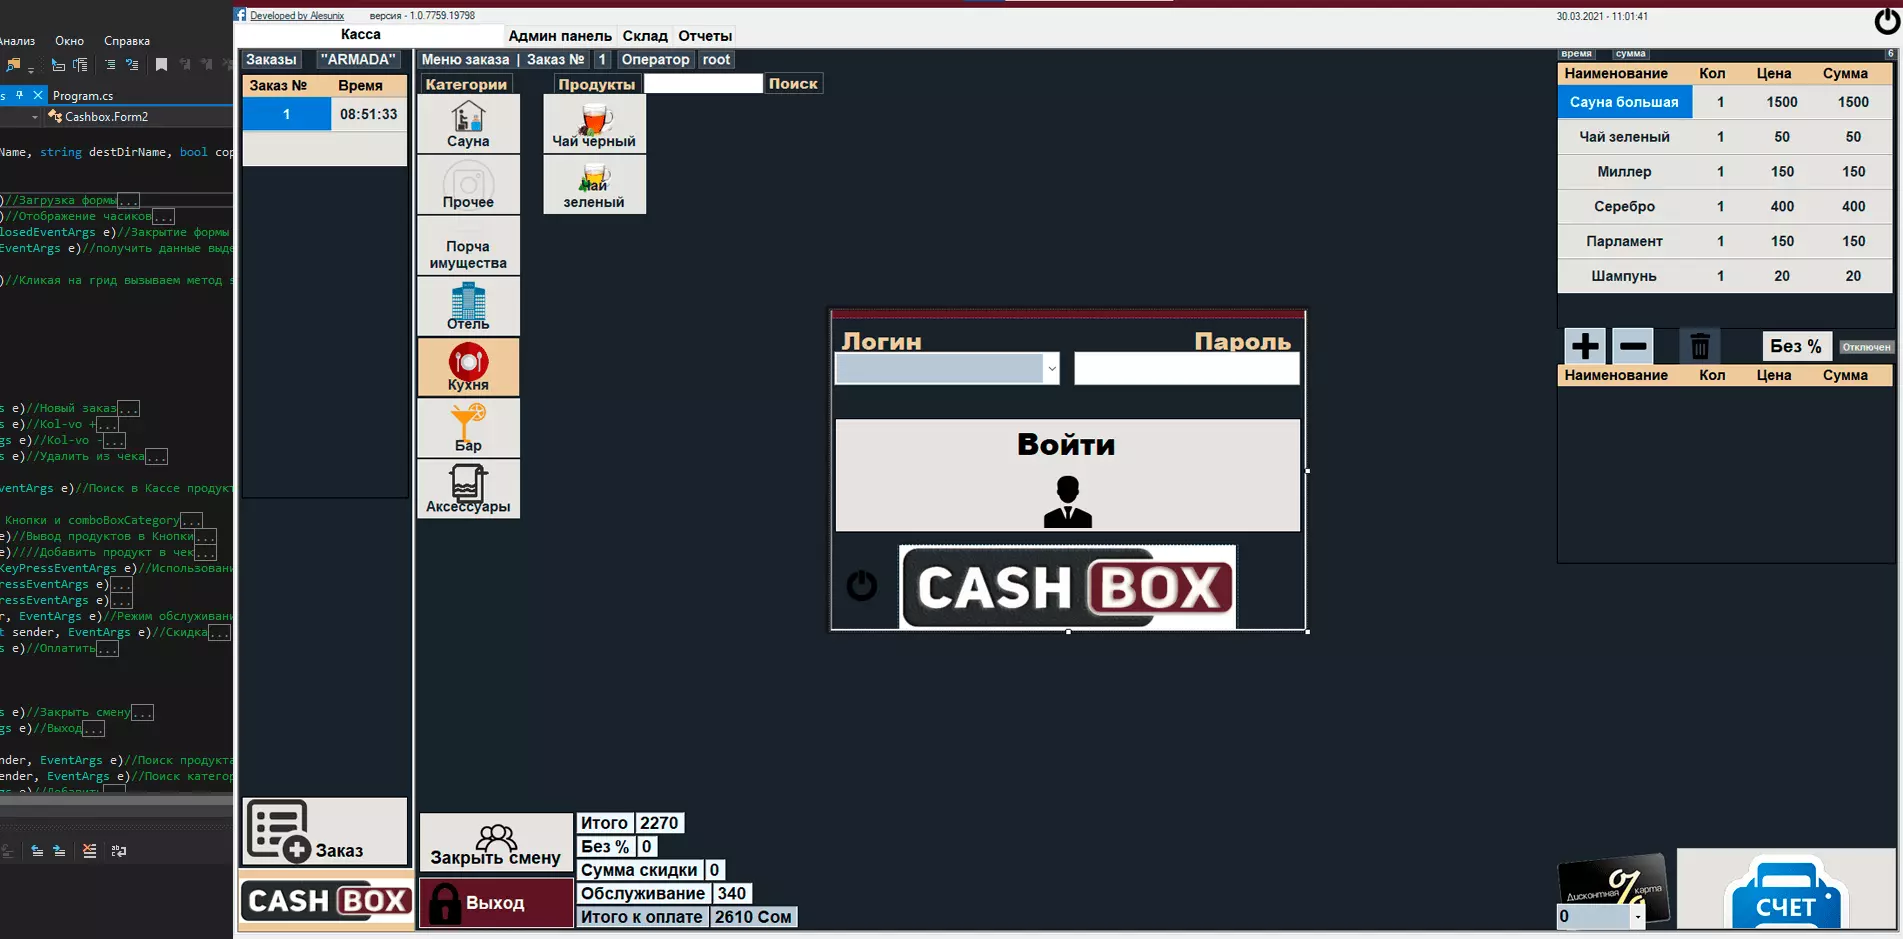 Developed by Alesunix версия - 1.0.7759.19798
30.03.2021 - 11:01:41
Анализ Окно Справка
Касса Админ панель Склад Отчеты
Program.cs
Cashbox.Form2
Name, string destDirName, bool cop
)//Загрузка формы...
)//Отображение часиков...
losedEventArgs e)//Закрытие формы
EventArgs e)//получить данные выде
)//Кликая на грид вызываем метод
s e)//Новый заказ...
s e)//Kol-vo +...
gs e)//Kol-vo -...
s e)//Удалить из чека...
ventArgs e)//Поиск в Кассе продукт
Кнопки и comboBoxCategory...
e)//Вывод продуктов в Кнопки...
e)////Добавить продукт в чек...
KeyPressEventArgs e)//Использовани
ressEventArgs e)...
ressEventArgs e)...
r, EventArgs e)//Режим обслуживани
t sender, EventArgs e)//Скидка...
s e)//Оплатить...
s e)//Закрыть смену...
gs e)//Выход...
nder, EventArgs e)//Поиск продукта
ender, EventArgs e)//Поиск категор
gs e)//Добавить...
Заказы "ARMADA"
Заказ № Время
1 08:51:33
Заказ
CASH BOX
Меню заказа | Заказ № 1 Оператор root
Категории Продукты Поиск
Сауна
Прочее
Порча
имущества
Отель
Кухня
Бар
Аксессуары
Чай черный
Чай
зеленый
Логин Пароль
Войти
CASH BOX
Закрыть смену
Выход
Итого 2270
Без % 0
Сумма скидки 0
Обслуживание 340
Итого к оплате 2610 Сом
время сумма 6
Наименование Кол Цена Сумма
Сауна большая 1 1500 1500
Чай зеленый 1 50 50
Миллер 1 150 150
Серебро 1 400 400
Парламент 1 150 150
Шампунь 1 20 20
Без % Отключен
Наименование Кол Цена Сумма
Дисконтная % карта
0
СЧЕТ